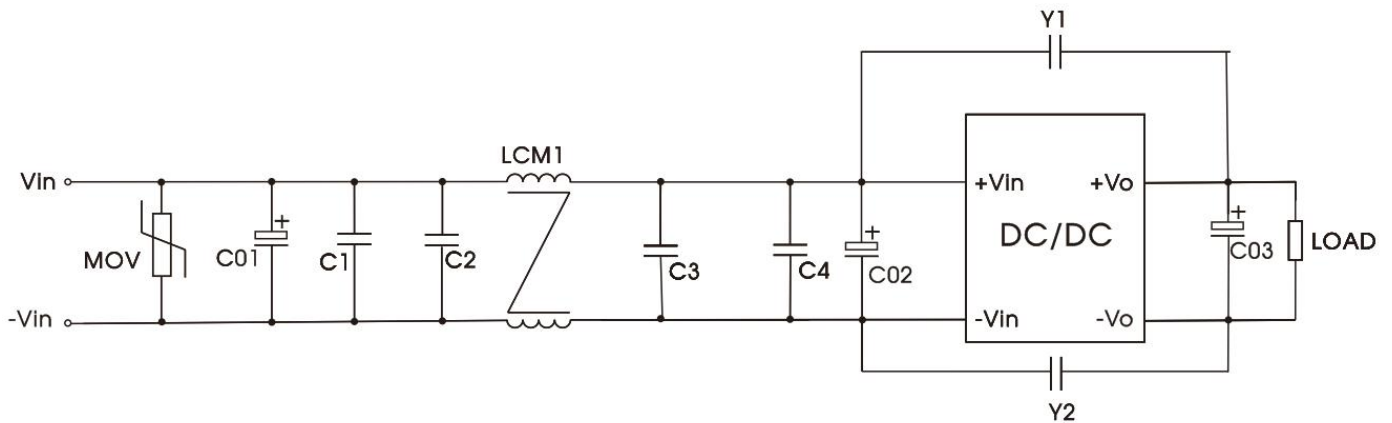 Y1
LCM1
Vin
+Vin
+Vo
+
+
+
DC/DC
MOV
C01
C1
C2
C3
C4
C02
C03
LOAD
-Vin
-Vin
-Vo
Y2